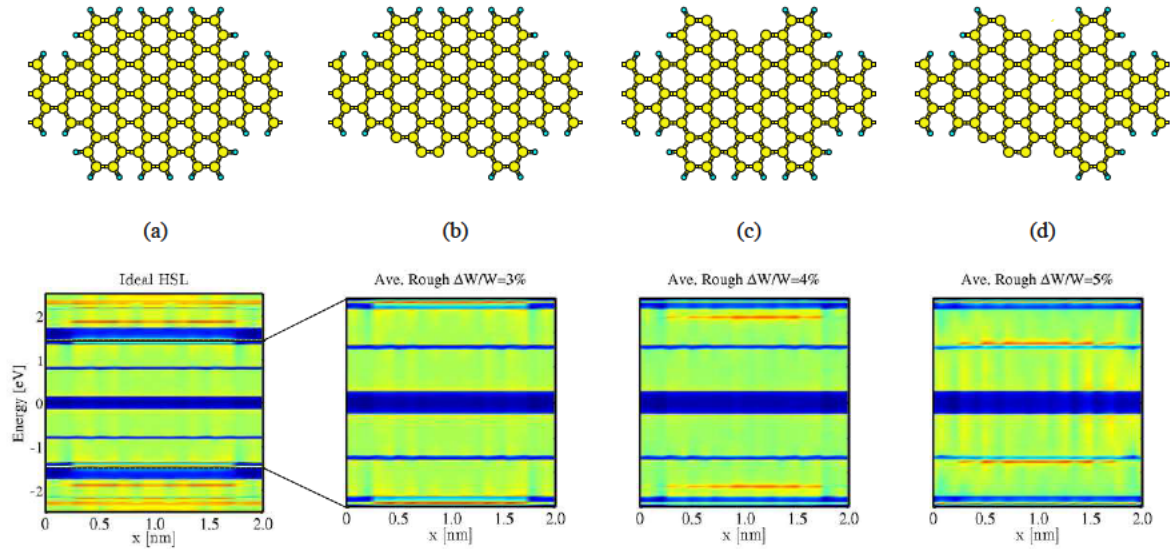 (a)
(b)
(c)
(d)
Ideal HSL
Ave, Rough ΔW/W=3%
Ave, Rough ΔW/W=4%
Ave, Rough ΔW/W=5%
Energy [eV]
2
1
0
-1
-2
0 0.5 1.0 1.5 2.0
x [nm]
0 0.5 1.0 1.5 2.0
x [nm]
0 0.5 1.0 1.5 2.0
x [nm]
0 0.5 1.0 1.5 2.0
x [nm]